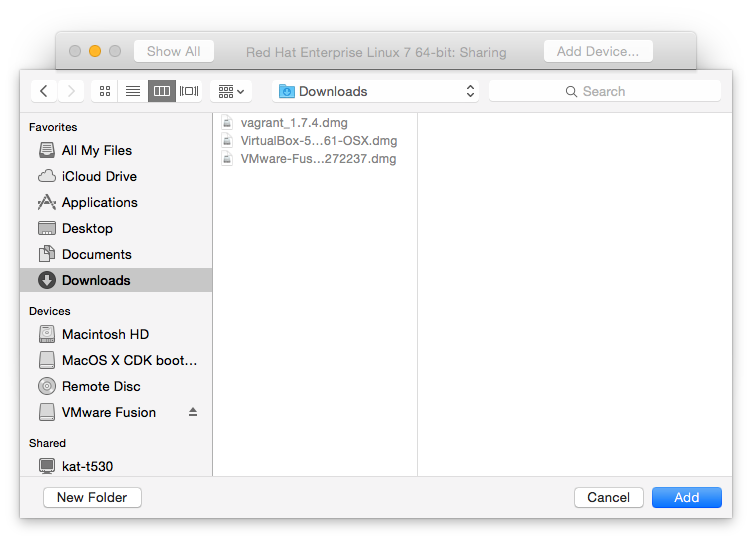 Show All
Red Hat Enterprise Linux 7 64-bit: Sharing
Add Device...
Downloads
Search
Favorites
All My Files
iCloud Drive
Applications
Desktop
Documents
Downloads
Devices
Macintosh HD
MacOS X CDK boot...
Remote Disc
VMware Fusion
Shared
kat-t530
vagrant_1.7.4.dmg
VirtualBox-5...61-OSX.dmg
VMware-Fus...272237.dmg
New Folder
Cancel
Add